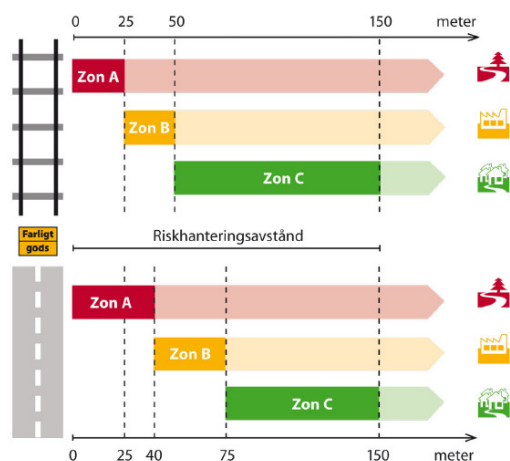 0 25 50 150 meter
Zon A
Zon B
Zon C
Farligt
gods
Riskhanteringsavstånd
Zon A
Zon B
Zon C
0 25 40 75 150 meter